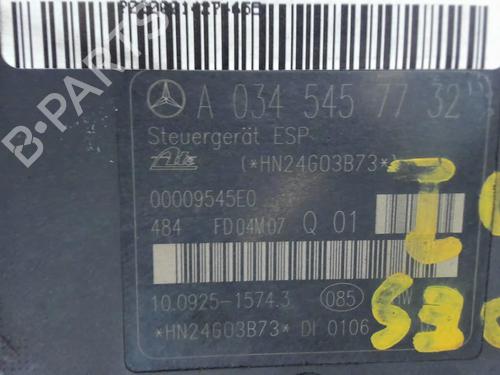 A 034 545 77 32
Steuergerät ESP
Ate (*HN24G03B73*)
00009545E0
484 FD04M07 Q 01
10.0925-1574.3 085
*HN24G03B73* DI 0106
B-PARTS